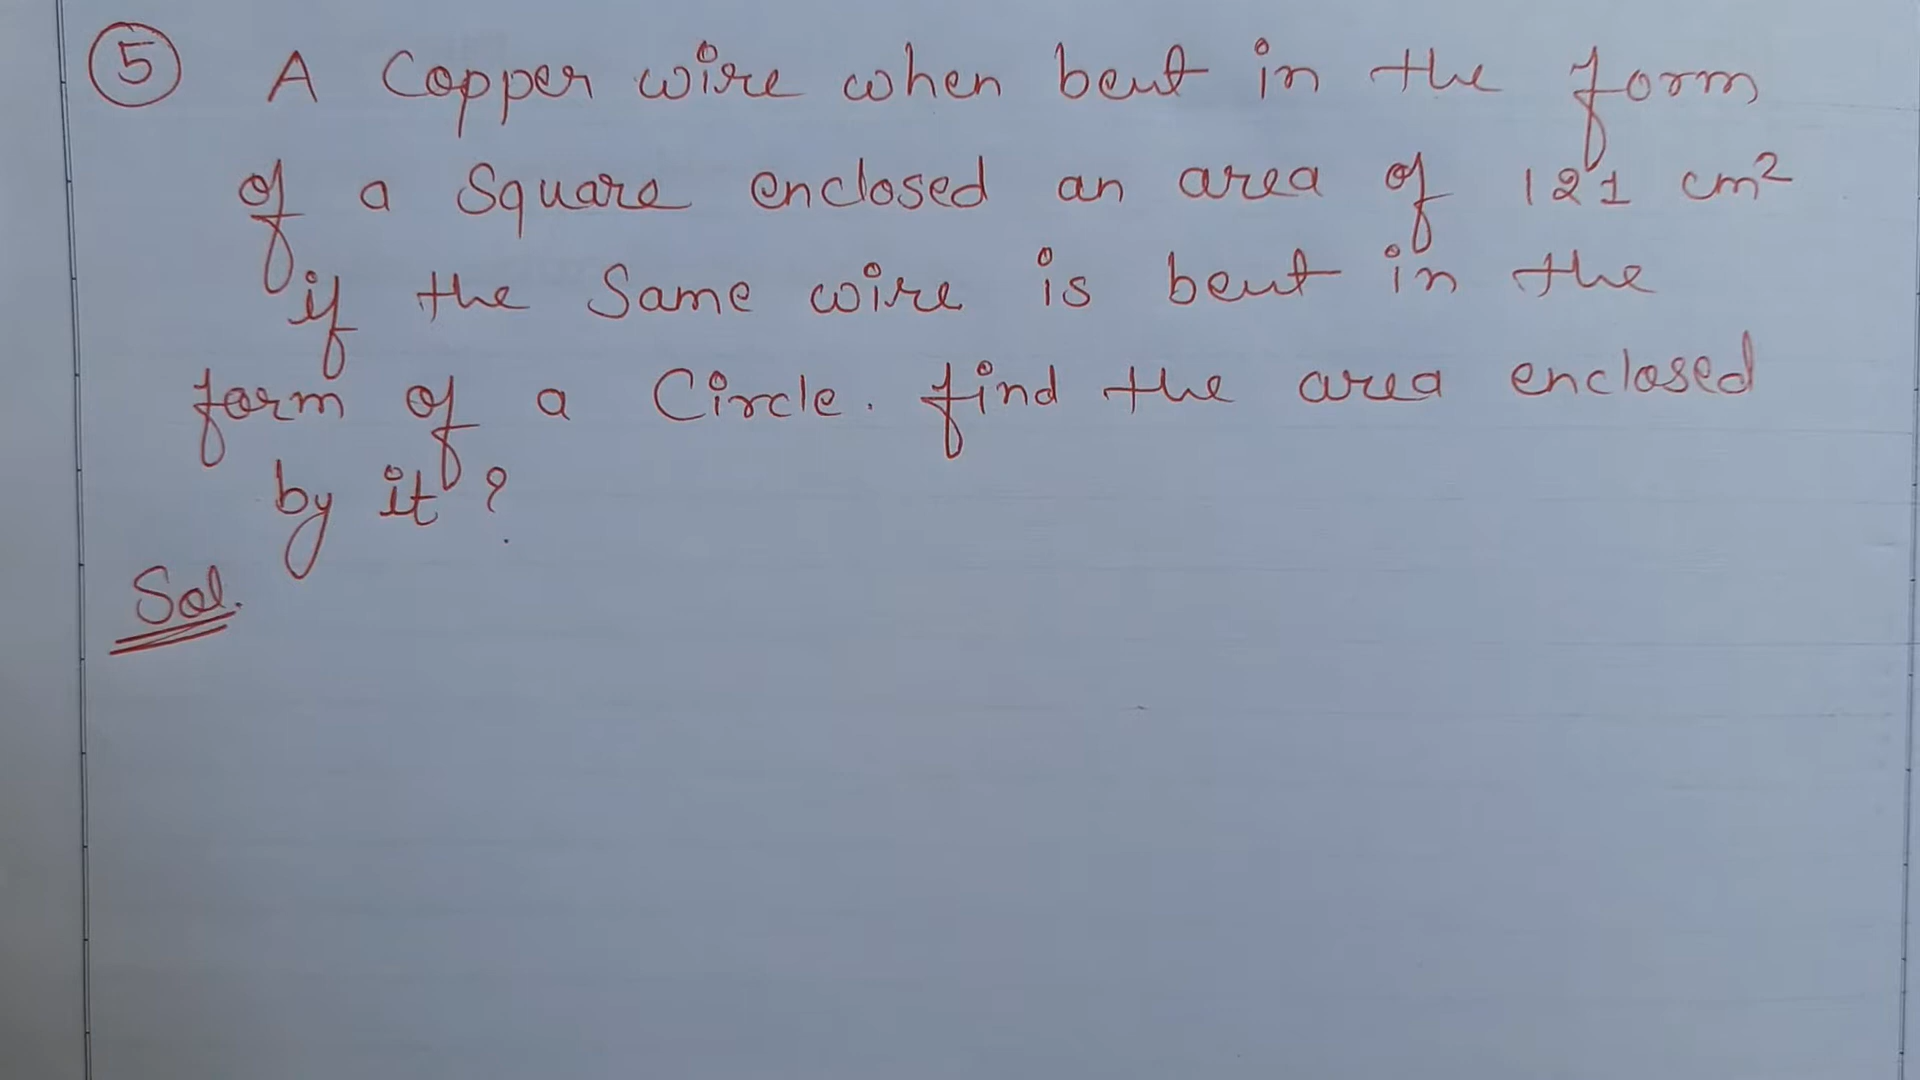 5 A Copper wire when bent in the form
of a Square enclosed an area of 121 cm²
if the Same wire is bent in the
form of a Circle. find the area enclosed
by it?
Sol.